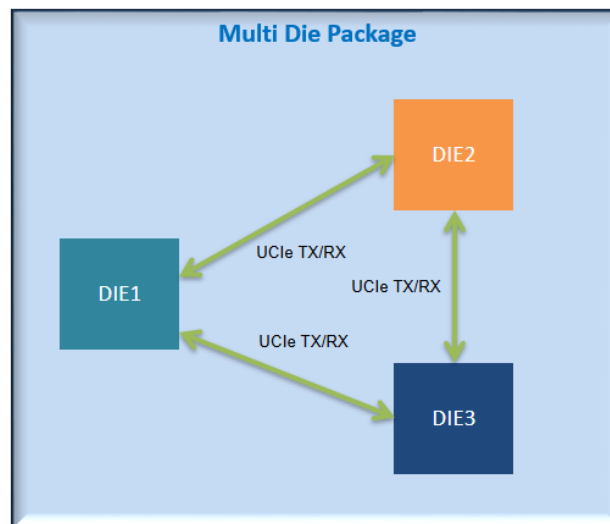 Multi Die Package
DIE2
UCIe TX/RX
DIE1
UCIe TX/RX
UCIe TX/RX
DIE3